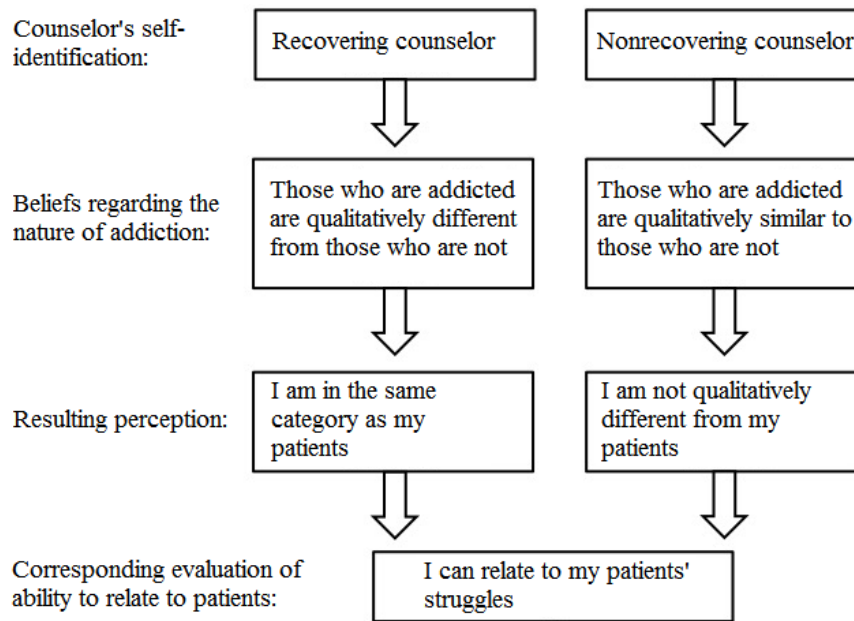 Counselor's self-
identification:
Recovering counselor
Nonrecovering counselor
Beliefs regarding the
nature of addiction:
Those who are addicted
are qualitatively different
from those who are not
Those who are addicted
are qualitatively similar to
those who are not
Resulting perception:
I am in the same
category as my
patients
I am not qualitatively
different from my
patients
Corresponding evaluation of
ability to relate to patients:
I can relate to my patients'
struggles